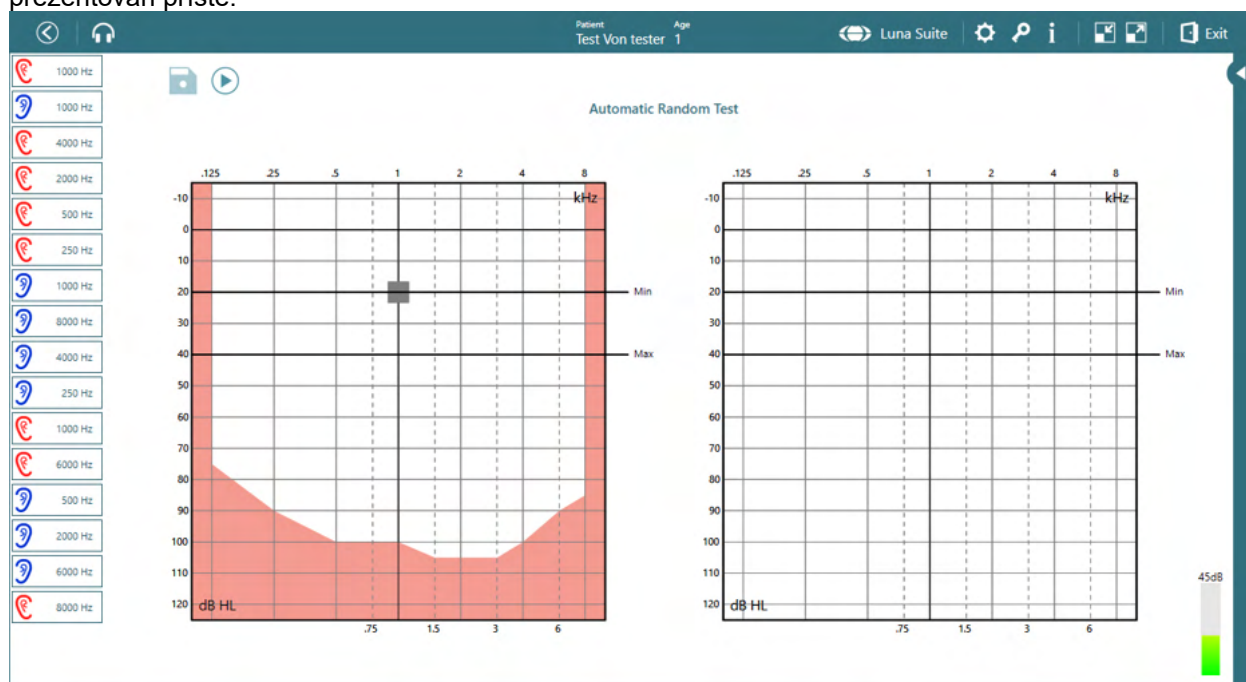 prezentován příště.
Patient Age
Test Von tester 1
Luna Suite
Exit
1000 Hz
1000 Hz
4000 Hz
2000 Hz
500 Hz
250 Hz
1000 Hz
8000 Hz
4000 Hz
250 Hz
1000 Hz
6000 Hz
500 Hz
2000 Hz
6000 Hz
8000 Hz
Automatic Random Test
.125 .25 .5 1 2 4 8
kHz
-10
0
10
20
30
40
50
60
70
80
90
100
110
120
dB HL
Min
Max
.75 1.5 3 6
.125 .25 .5 1 2 4 8
kHz
-10
0
10
20
30
40
50
60
70
80
90
100
110
120
dB HL
Min
Max
.75 1.5 3 6
45dB